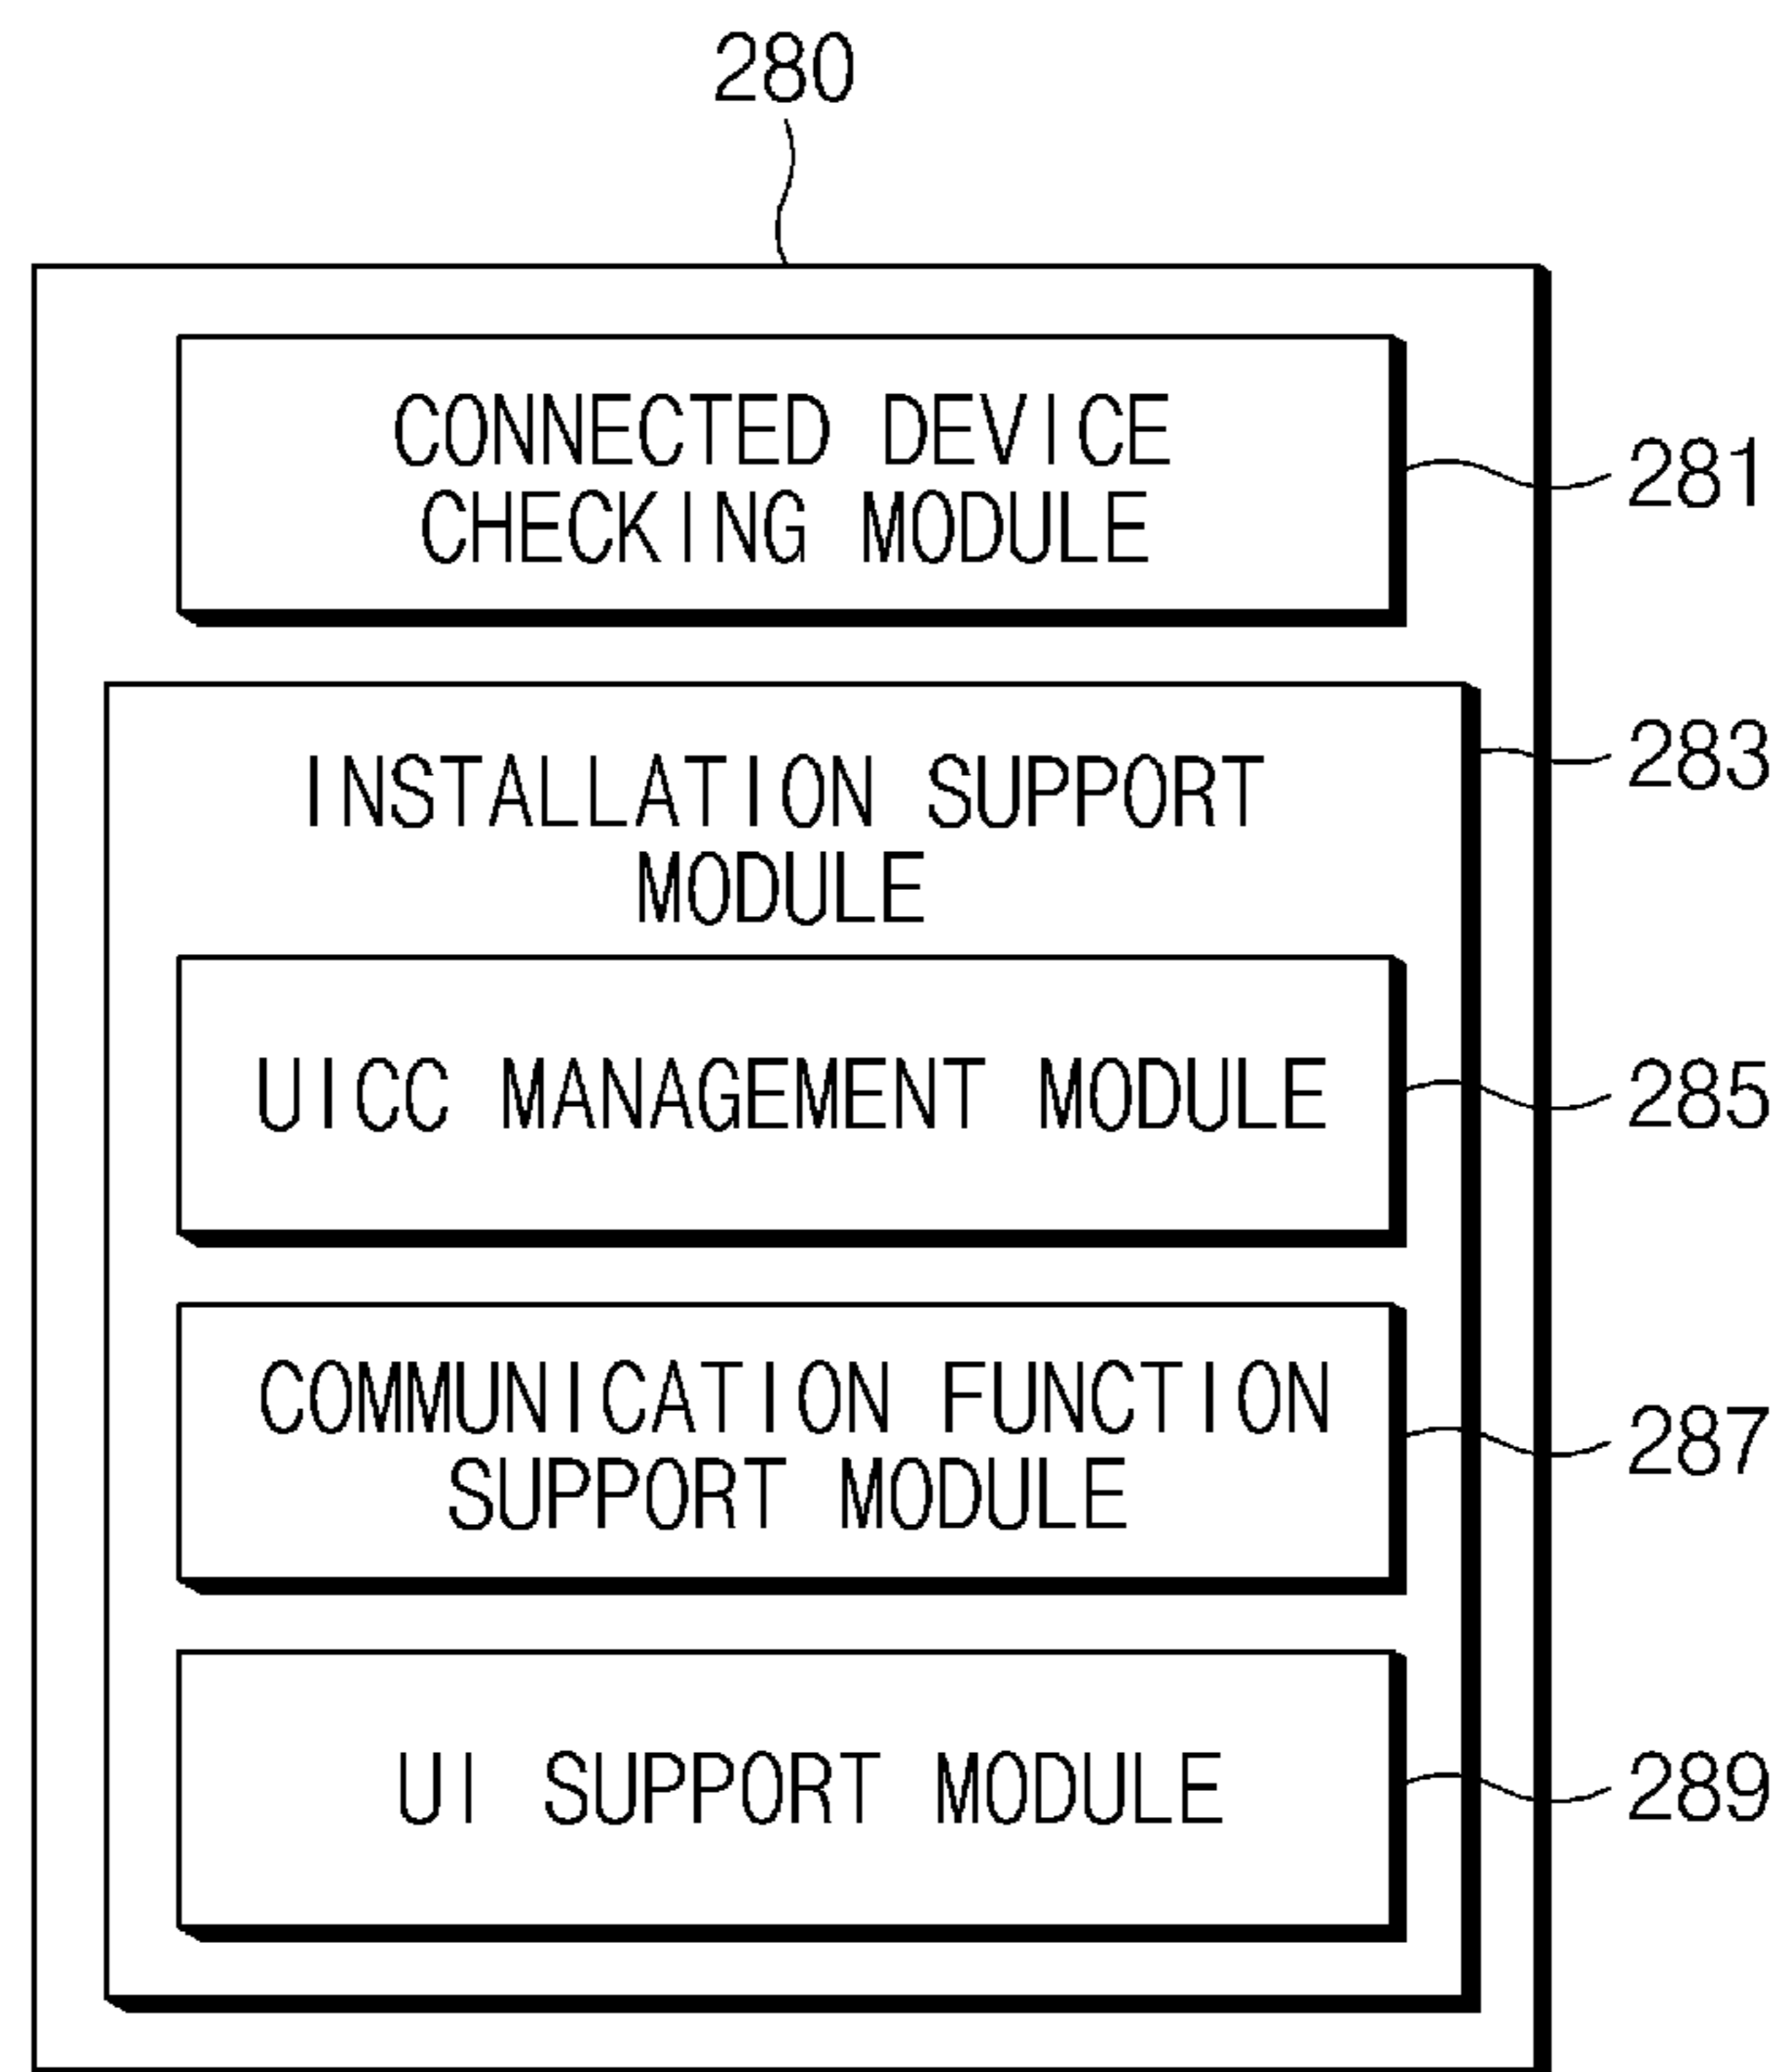 280
CONNECTED DEVICE
CHECKING MODULE
281
INSTALLATION SUPPORT
MODULE
283
UICC MANAGEMENT MODULE
285
COMMUNICATION FUNCTION
SUPPORT MODULE
287
UI SUPPORT MODULE
289